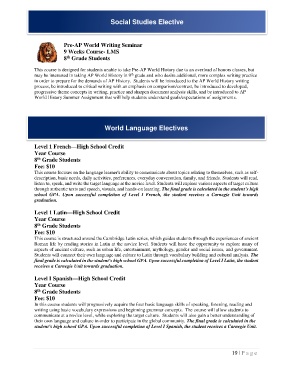 Social Studies Elective
Pre-AP World Writing Seminar
9 Weeks Course- LMS
8th Grade Students
This course is designed for students unable to take Pre-AP World History due to an overload of honors classes, but
may be interested in taking AP World History in 9th grade and who desire additional, more complex writing practice
in order to prepare for the demands of AP History. Students will be introduced to the AP World History writing
process, be introduced to critical writing with an emphasis on comparison/contrast, be introduced to developed,
progressive theme concepts in writing, practice and sharpen document analysis skills, and be introduced to AP
World History Summer Assignment that will help students understand goals/expectations of assignments.
World Language Electives
Level 1 French—High School Credit
Year Course
8th Grade Students
Fee: $10
This course focuses on the language learner's ability to communicate about topics relating to themselves, such as self-
description, basic needs, daily activities, preferences, everyday conversation, family, and friends. Students will read,
listen to, speak, and write the target language at the novice level. Students will explore various aspects of target culture
through authentic texts and speech, visuals, and hands-on learning. The final grade is calculated in the student's high
school GPA. Upon successful completion of Level 1 French, the student receives a Carnegie Unit towards
graduation.
Level 1 Latin—High School Credit
Year Course
8th Grade Students
Fee: $10
This course is structured around the Cambridge Latin series, which guides students through the experiences of ancient
Roman life by reading stories in Latin at the novice level. Students will have the opportunity to explore many of
aspects of ancient culture, such as urban life, entertainment, mythology, gender and social issues, and government.
Students will connect their own language and culture to Latin through vocabulary building and cultural analysis. The
final grade is calculated in the student's high school GPA. Upon successful completion of Level 1 Latin, the student
receives a Carnegie Unit towards graduation.
Level 1 Spanish—High School Credit
Year Course
8th Grade Students
Fee: $10
In this course students will progressively acquire the four basic language skills of speaking, listening, reading and
writing using basic vocabulary expressions and beginning grammar concepts. The course will allow students to
communicate at a novice level, while exploring the target culture. Students will also gain a better understanding of
their own language and culture in order to participate in the global community. The final grade is calculated in the
student's high school GPA. Upon successful completion of Level 1 Spanish, the student receives a Carnegie Unit.
19 | Page